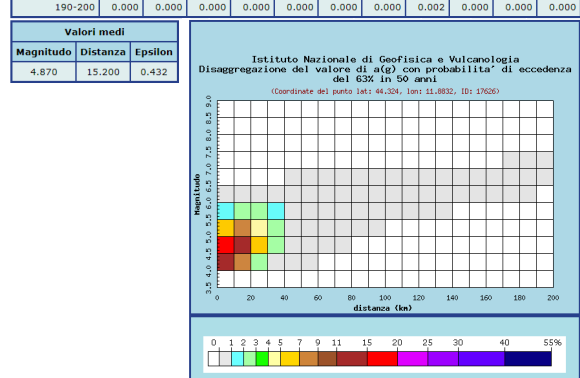 190-200 0.000 0.000 0.000 0.000 0.000 0.000 0.000 0.002 0.000 0.000 0.000
Valori medi
Magnitudo Distanza Epsilon
4.870 15.200 0.432
Istituto Nazionale di Geofisica e Vulcanologia
Disaggregazione del valore di a(g) con probabilita' di eccedenza
del 63% in 50 anni
(Coordinate del punto lat: 44.324, lon: 11.8832, ID: 17626)
Magnitudo
9.0
8.5
8.0
7.5
7.0
6.5
6.0
5.5
5.0
4.5
4.0
3.5
0 20 40 60 80 100 120 140 160 180 200
distanza (km)
0 1 2 3 4 5 7 9 11 15 20 25 30 40 55%